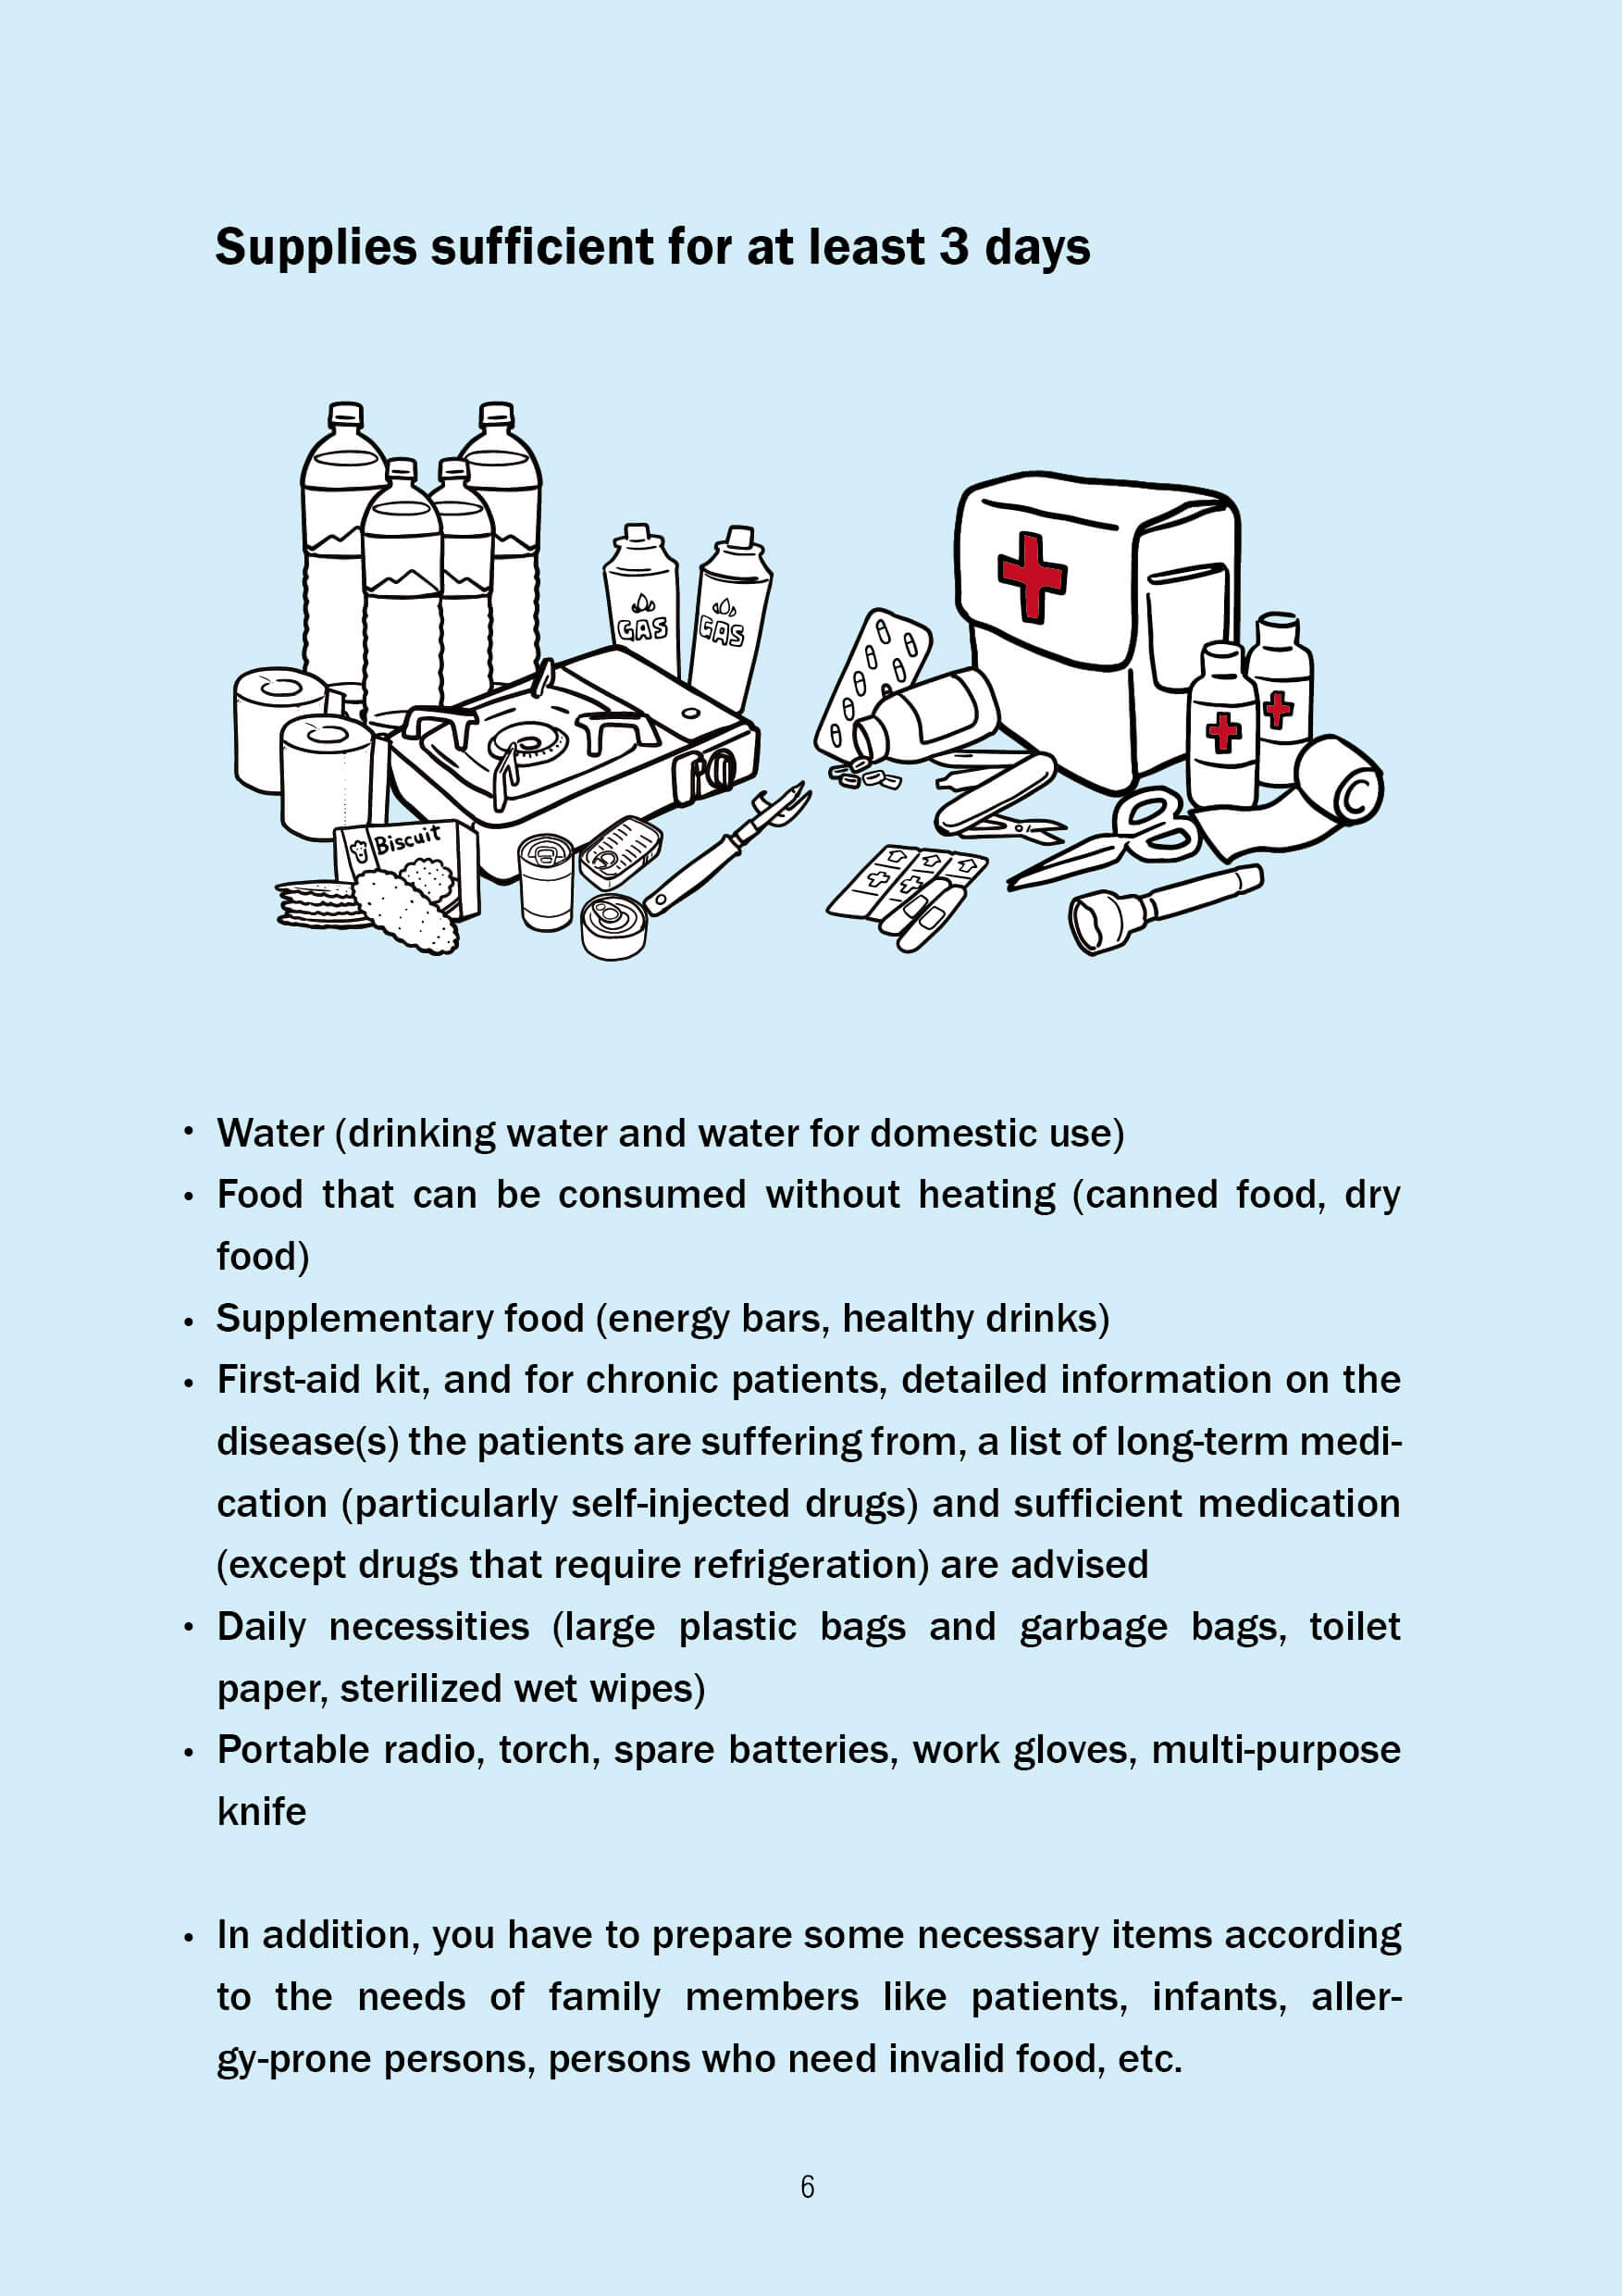 Supplies sufficient for at least 3 days
GAS
GAS
Biscuit
• Water (drinking water and water for domestic use)
• Food that can be consumed without heating (canned food, dry
food)
• Supplementary food (energy bars, healthy drinks)
• First-aid kit, and for chronic patients, detailed information on the
disease(s) the patients are suffering from, a list of long-term medi-
cation (particularly self-injected drugs) and sufficient medication
(except drugs that require refrigeration) are advised
• Daily necessities (large plastic bags and garbage bags, toilet
paper, sterilized wet wipes)
• Portable radio, torch, spare batteries, work gloves, multi-purpose
knife
• In addition, you have to prepare some necessary items according
to the needs of family members like patients, infants, aller-
gy-prone persons, persons who need invalid food, etc.
6